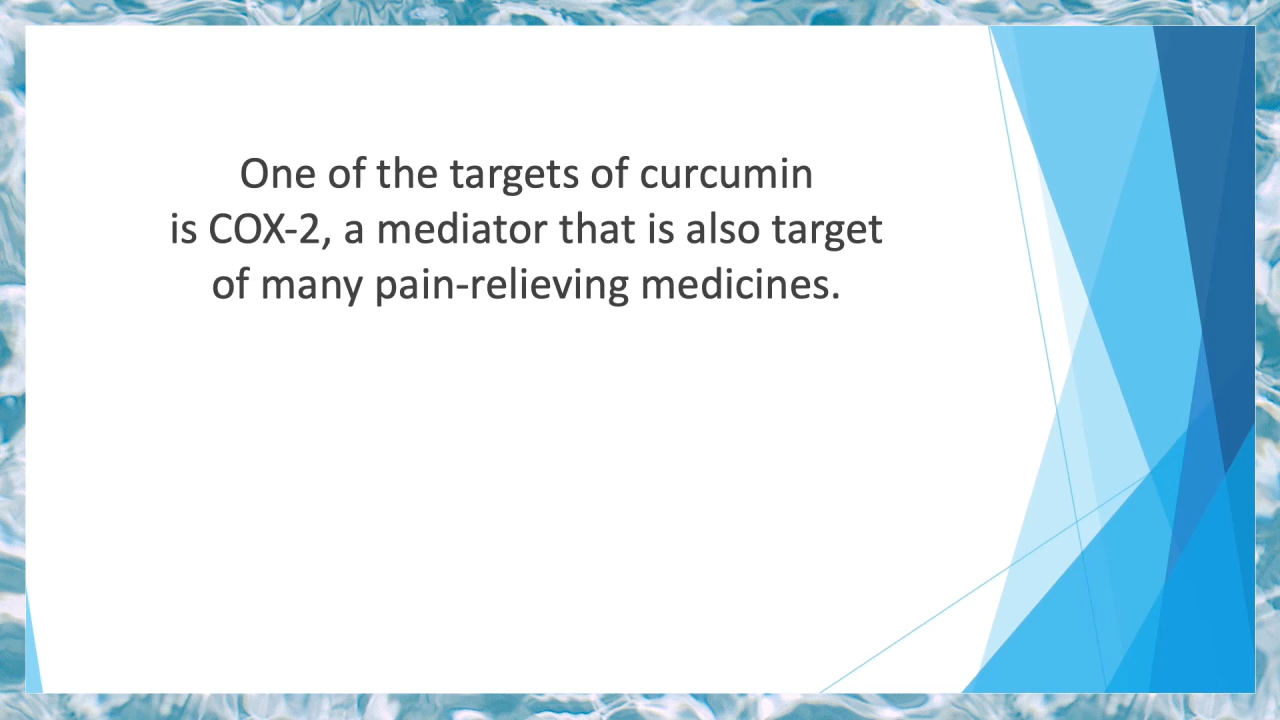 One of the targets of curcumin
is COX-2, a mediator that is also target
of many pain-relieving medicines.